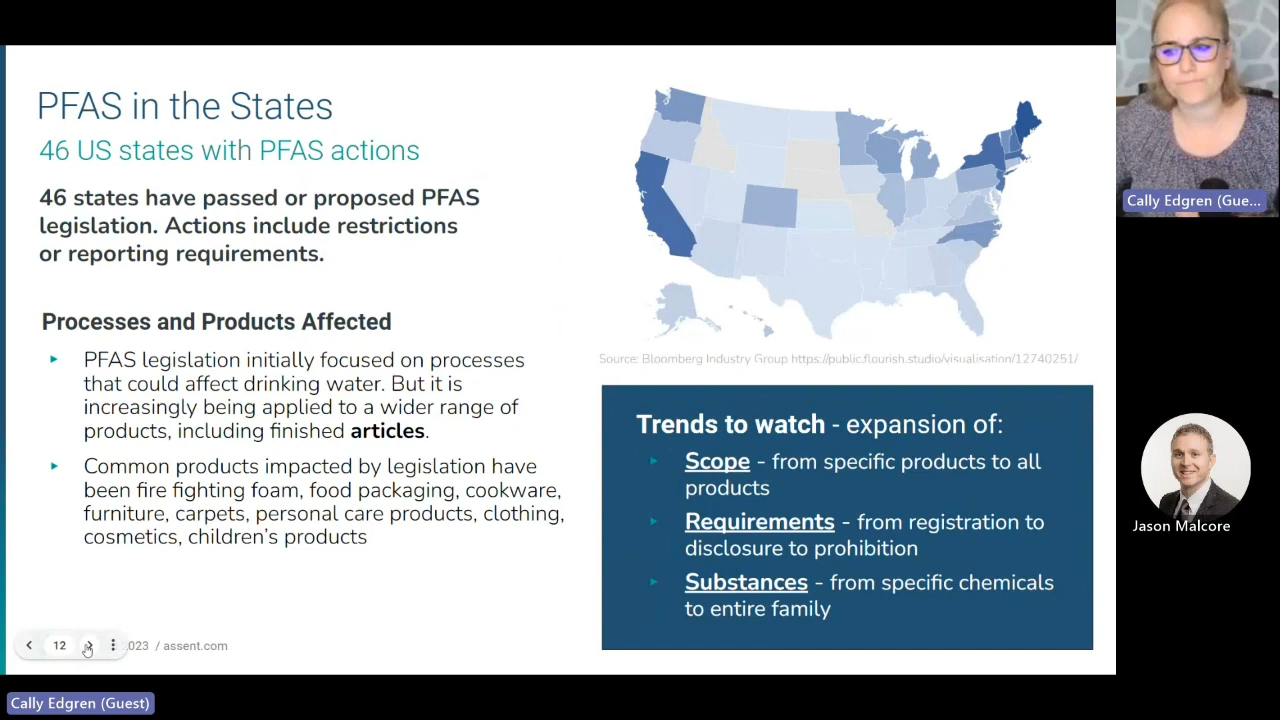 PFAS in the States
46 US states with PFAS actions
46 states have passed or proposed PFAS
legislation. Actions include restrictions
or reporting requirements.
Processes and Products Affected
PFAS legislation initially focused on processes
that could affect drinking water. But it is
increasingly being applied to a wider range of
products, including finished articles.
Common products impacted by legislation have
been fire fighting foam, food packaging, cookware,
furniture, carpets, personal care products, clothing,
cosmetics, children's products
Source: Bloomberg Industry Group https://public.flourish.studio/visualisation/12740251/
Trends to watch - expansion of:
Scope - from specific products to all
products
Requirements - from registration to
disclosure to prohibition
Substances - from specific chemicals
to entire family
12
023 / assent.com
Cally Edgren (Gue...
Jason Malcore
Cally Edgren (Guest)